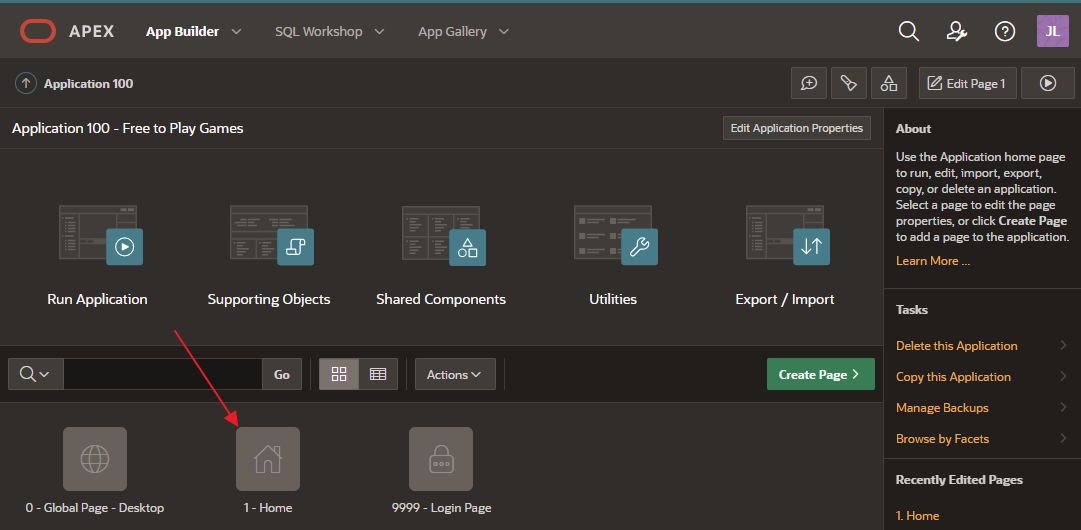 APEX App Builder SQL Workshop App Gallery JL
Application 100 Edit Page 1
Application 100 - Free to Play Games Edit Application Properties
Run Application Supporting Objects Shared Components Utilities Export / Import
Go Actions Create Page
0 - Global Page - Desktop 1 - Home 9999 - Login Page
About
Use the Application home page
to run, edit, import, export,
copy, or delete an application.
Select a page to edit the page
properties, or click Create Page
to add a page to the application.
Learn More ...
Tasks
Delete this Application
Copy this Application
Manage Backups
Browse by Facets
Recently Edited Pages
1. Home